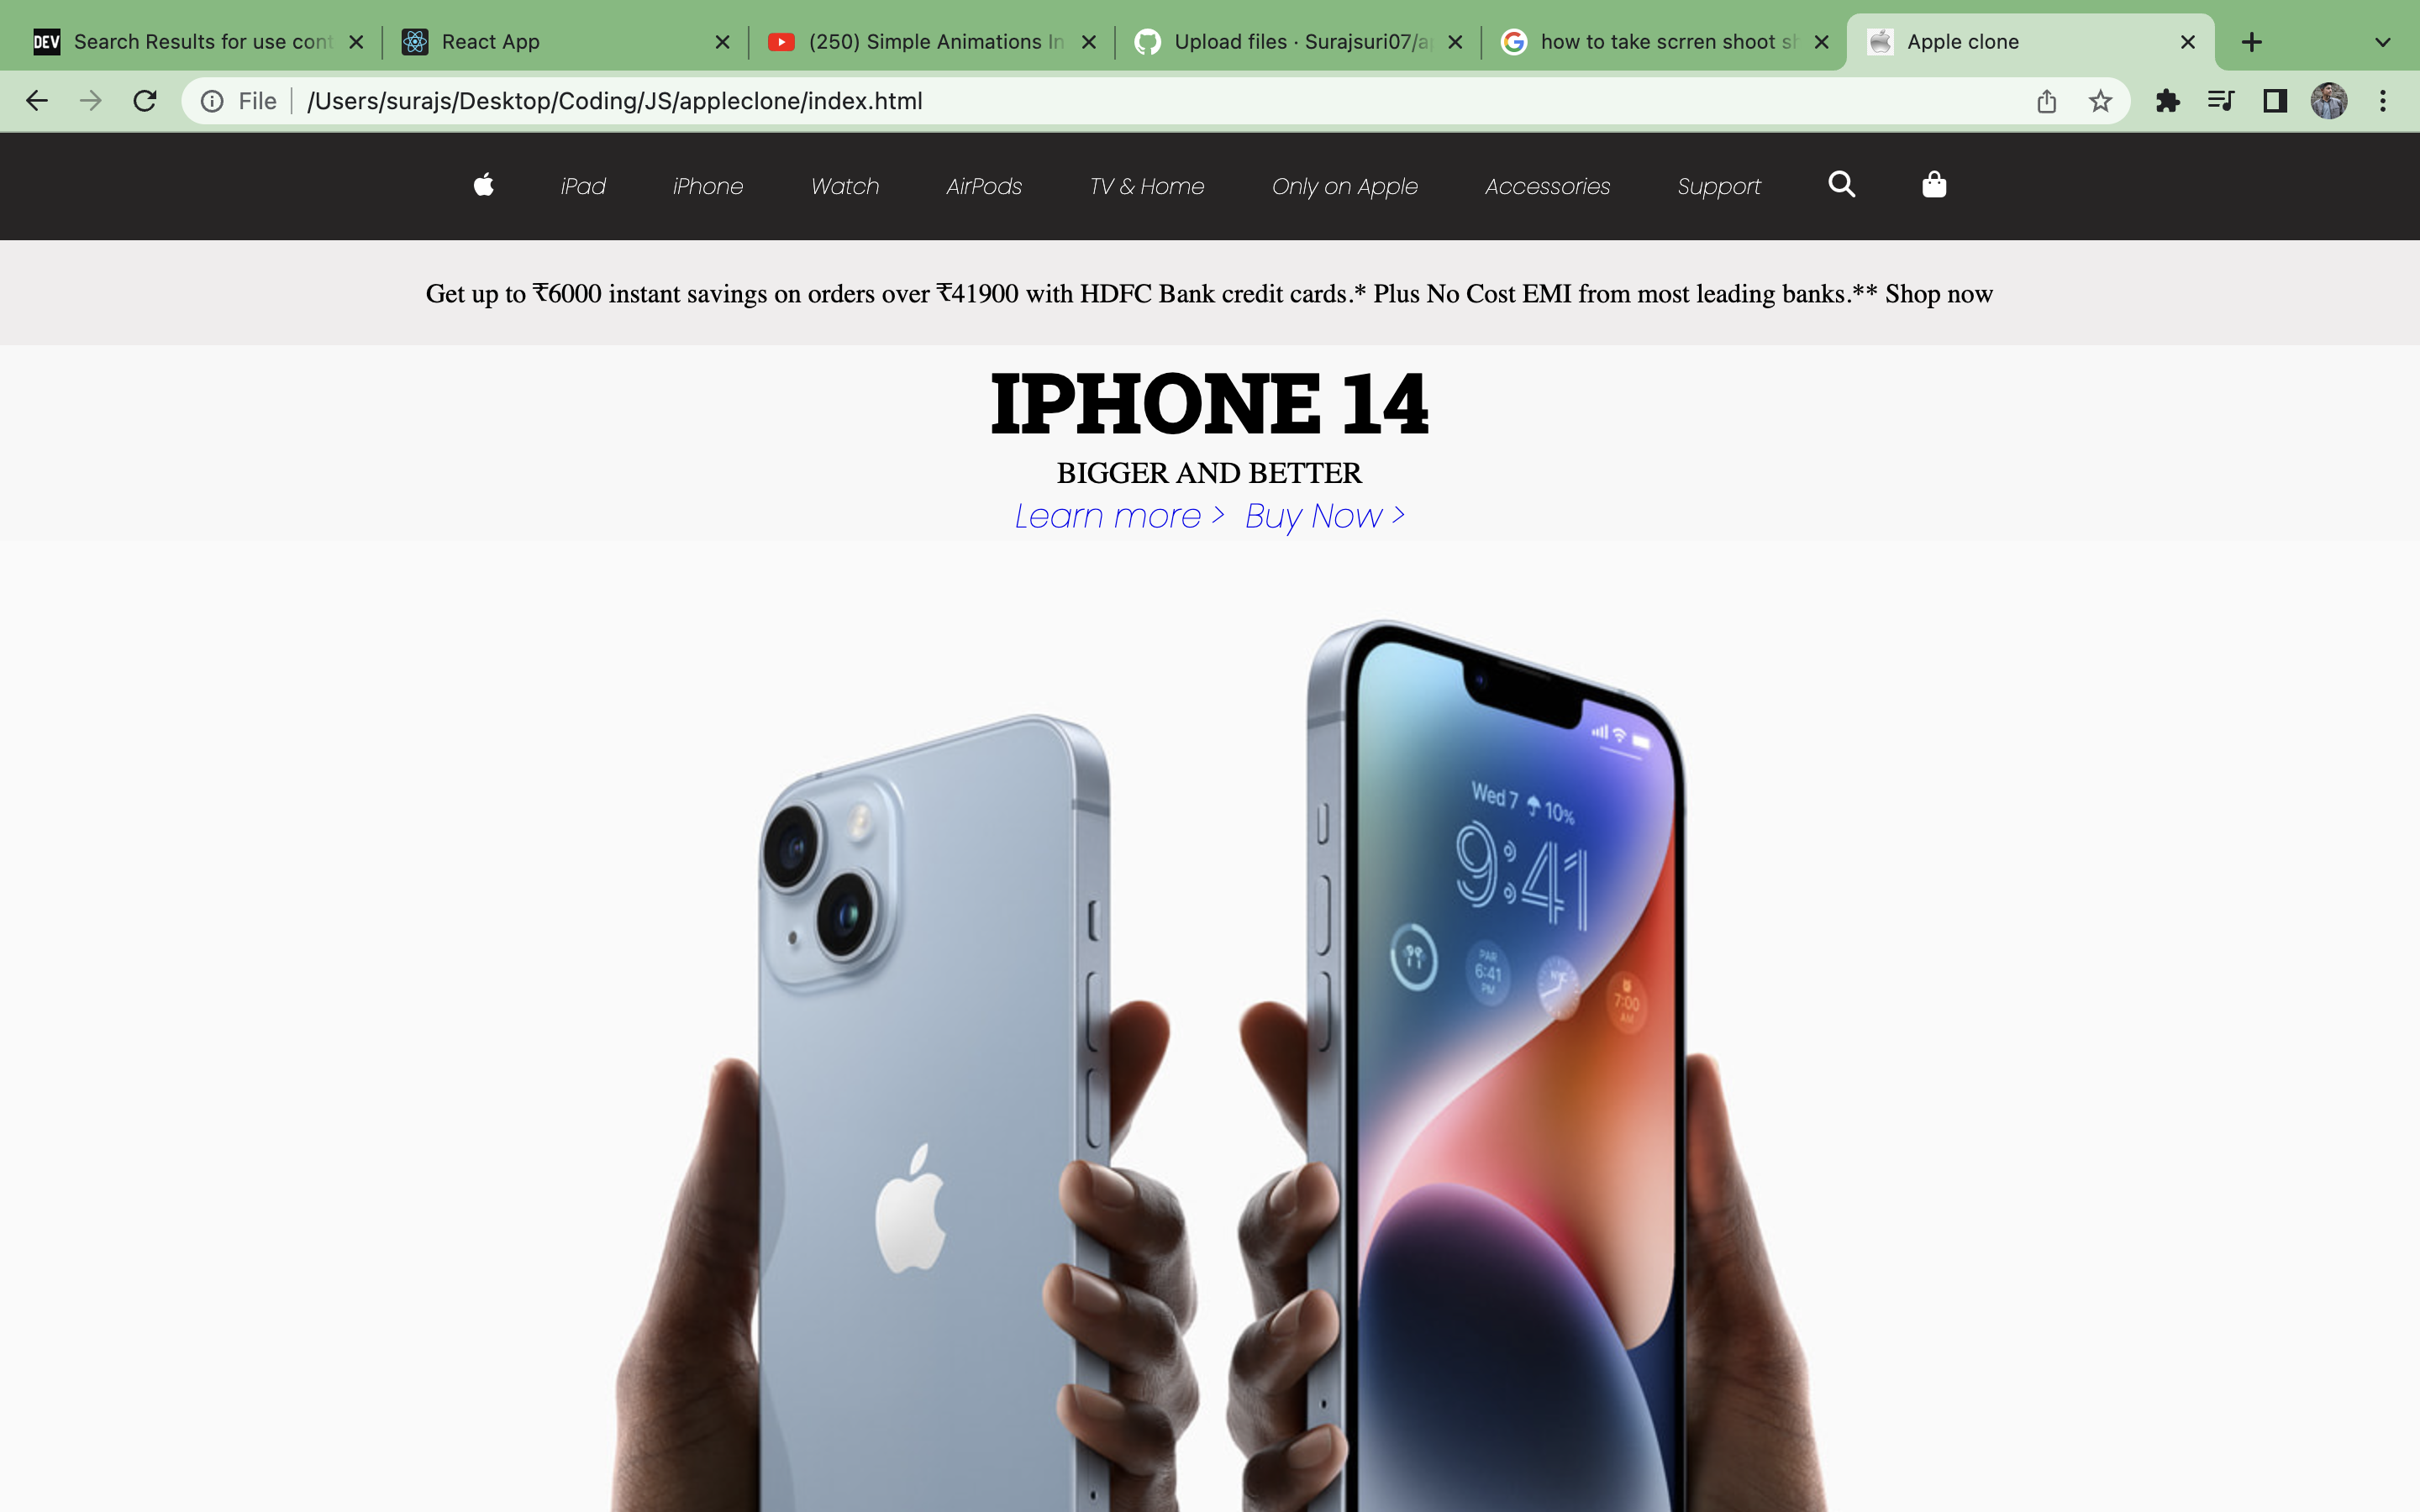 DEV Search Results for use cont
React App
(250) Simple Animations In
Upload files · Surajsuri07/ap
how to take scrren shoot sh
Apple clone
File /Users/surajs/Desktop/Coding/JS/appleclone/index.html
iPad iPhone Watch AirPods TV & Home Only on Apple Accessories Support
Get up to ₹6000 instant savings on orders over ₹41900 with HDFC Bank credit cards.* Plus No Cost EMI from most leading banks.** Shop now
IPHONE 14
BIGGER AND BETTER
Learn more > Buy Now >
Wed 7 10%
9:41
PAR
6:41
PM
NYC
7:00
AM